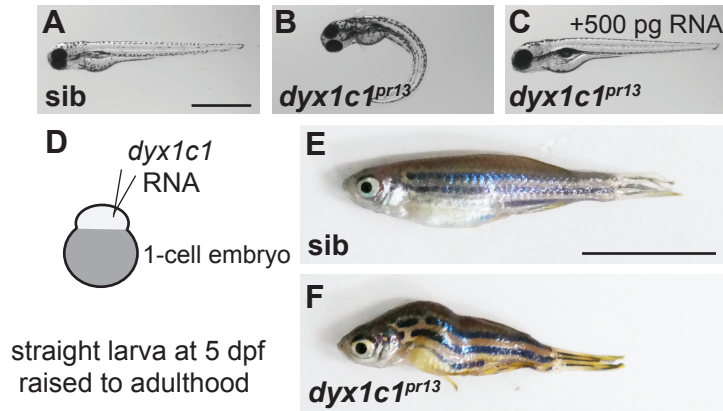 A
sib
B
dyx1c1pr13
C
+500 pg RNA
dyx1c1pr13
D
dyx1c1
RNA
1-cell embryo
straight larva at 5 dpf
raised to adulthood
E
sib
F
dyx1c1pr13